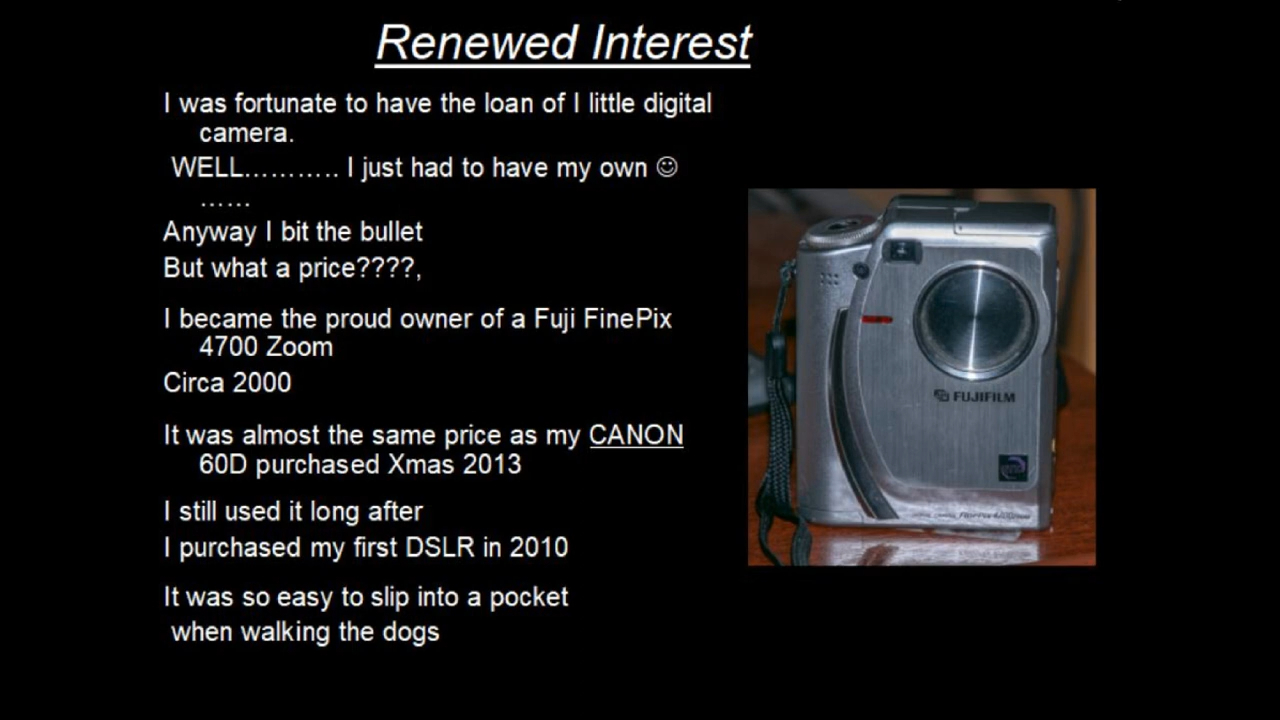 Renewed Interest
I was fortunate to have the loan of I little digital
camera.
WELL……….. I just had to have my own ☺
……
Anyway I bit the bullet
But what a price????,
I became the proud owner of a Fuji FinePix
4700 Zoom
Circa 2000
It was almost the same price as my CANON
60D purchased Xmas 2013
I still used it long after
I purchased my first DSLR in 2010
It was so easy to slip into a pocket
when walking the dogs
FUJIFILM